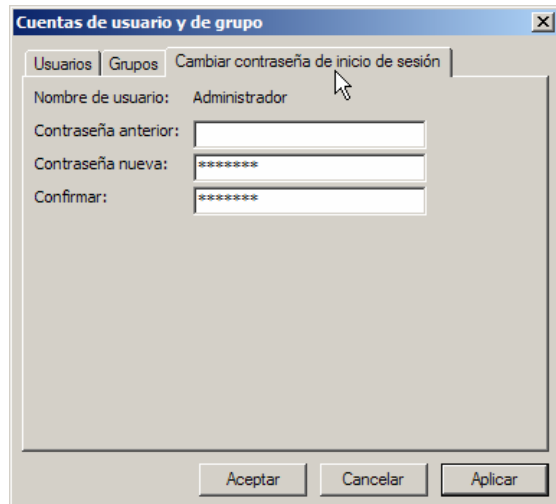 Cuentas de usuario y de grupo
Usuarios Grupos Cambiar contraseña de inicio de sesión
Nombre de usuario: Administrador
Contraseña anterior:
Contraseña nueva: *******
Confirmar: *******
Aceptar Cancelar Aplicar